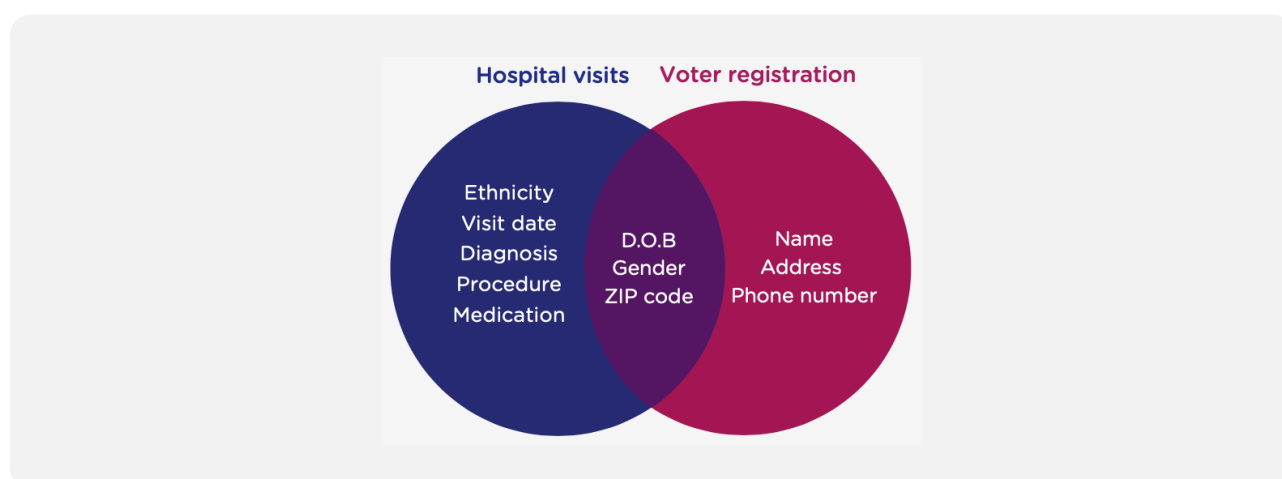 Hospital visits
Voter registration
Ethnicity
Visit date
Diagnosis
Procedure
Medication
D.O.B
Gender
ZIP code
Name
Address
Phone number